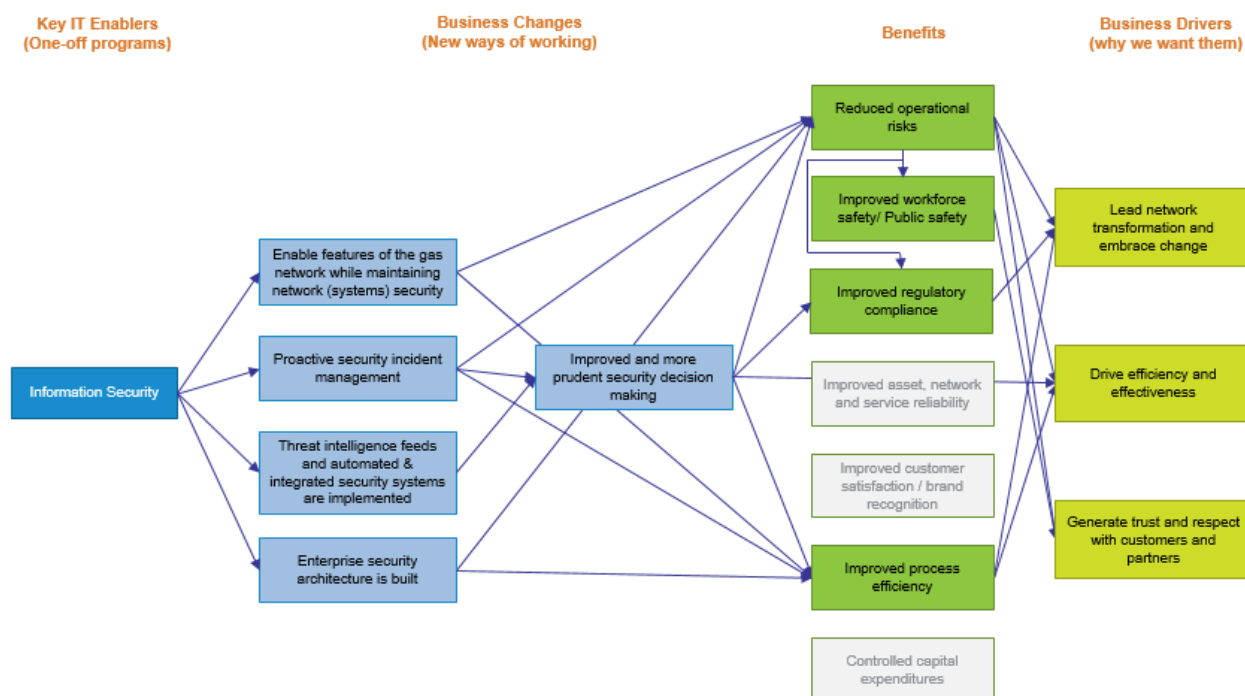 Key IT Enablers
(One-off programs)
Business Changes
(New ways of working)
Benefits
Business Drivers
(why we want them)
Information Security
Enable features of the gas
network while maintaining
network (systems) security
Proactive security incident
management
Threat intelligence feeds
and automated &
integrated security systems
are implemented
Enterprise security
architecture is built
Improved and more
prudent security decision
making
Reduced operational
risks
Improved workforce
safety/ Public safety
Improved regulatory
compliance
Improved asset, network
and service reliability
Improved customer
satisfaction / brand
recognition
Improved process
efficiency
Controlled capital
expenditures
Lead network
transformation and
embrace change
Drive efficiency and
effectiveness
Generate trust and respect
with customers and
partners